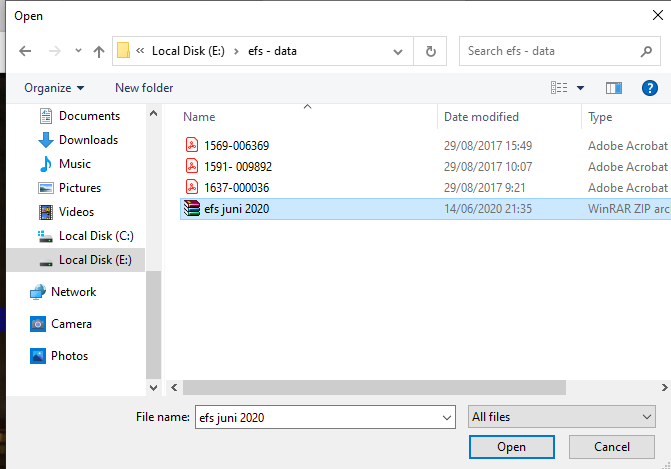 Open
Local Disk (E:) efs - data
Search efs - data
Organize New folder
Documents
Downloads
Music
Pictures
Videos
Local Disk (C:)
Local Disk (E:)
Network
Camera
Photos
Name Date modified Type
1569-006369 29/08/2017 15:49 Adobe Acrobat
1591- 009892 29/08/2017 10:07 Adobe Acrobat
1637-000036 29/08/2017 9:21 Adobe Acrobat
efs juni 2020 14/06/2020 21:35 WinRAR ZIP arc
File name: efs juni 2020 All files
Open Cancel